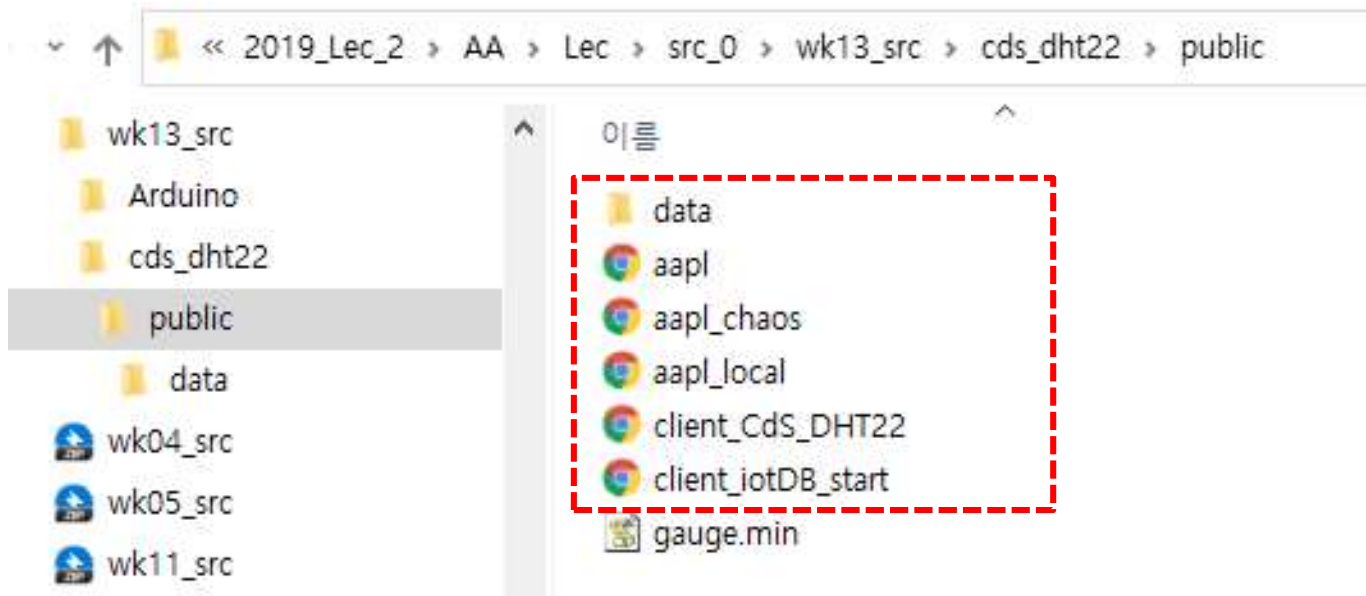 « 2019_Lec_2 > AA > Lec > src_0 > wk13_src > cds_dht22 > public
wk13_src
Arduino
cds_dht22
public
data
wk04_src
wk05_src
wk11_src
이름
data
aapl
aapl_chaos
aapl_local
client_CdS_DHT22
client_iotDB_start
gauge.min